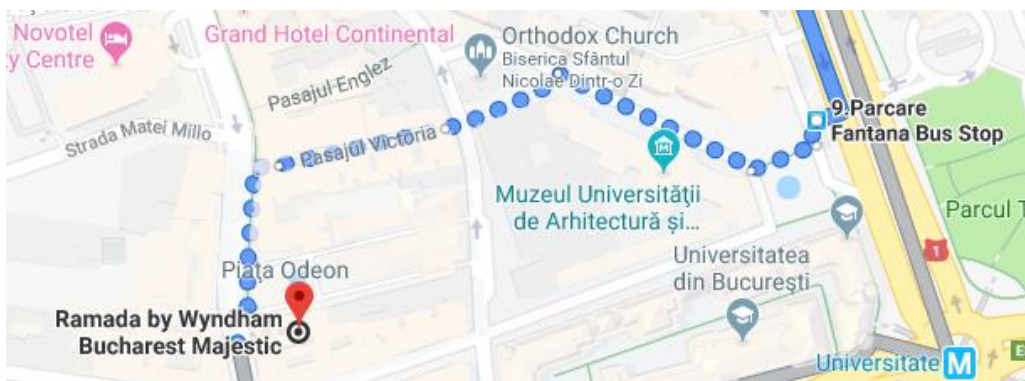 Novotel
y Centre
Grand Hotel Continental
Orthodox Church
Biserica Sfântul
Nicolae Dintr-o Zi
Pasajul Englez
9.Parcare
Fantana Bus Stop
Strada Matei Millo
Pasajul Victoria
Muzeul Universității
de Arhitectură și...
Parcul T
1
Universitatea
din București
Piața Odeon
Ramada by Wyndham
Bucharest Majestic
Universitate M
E